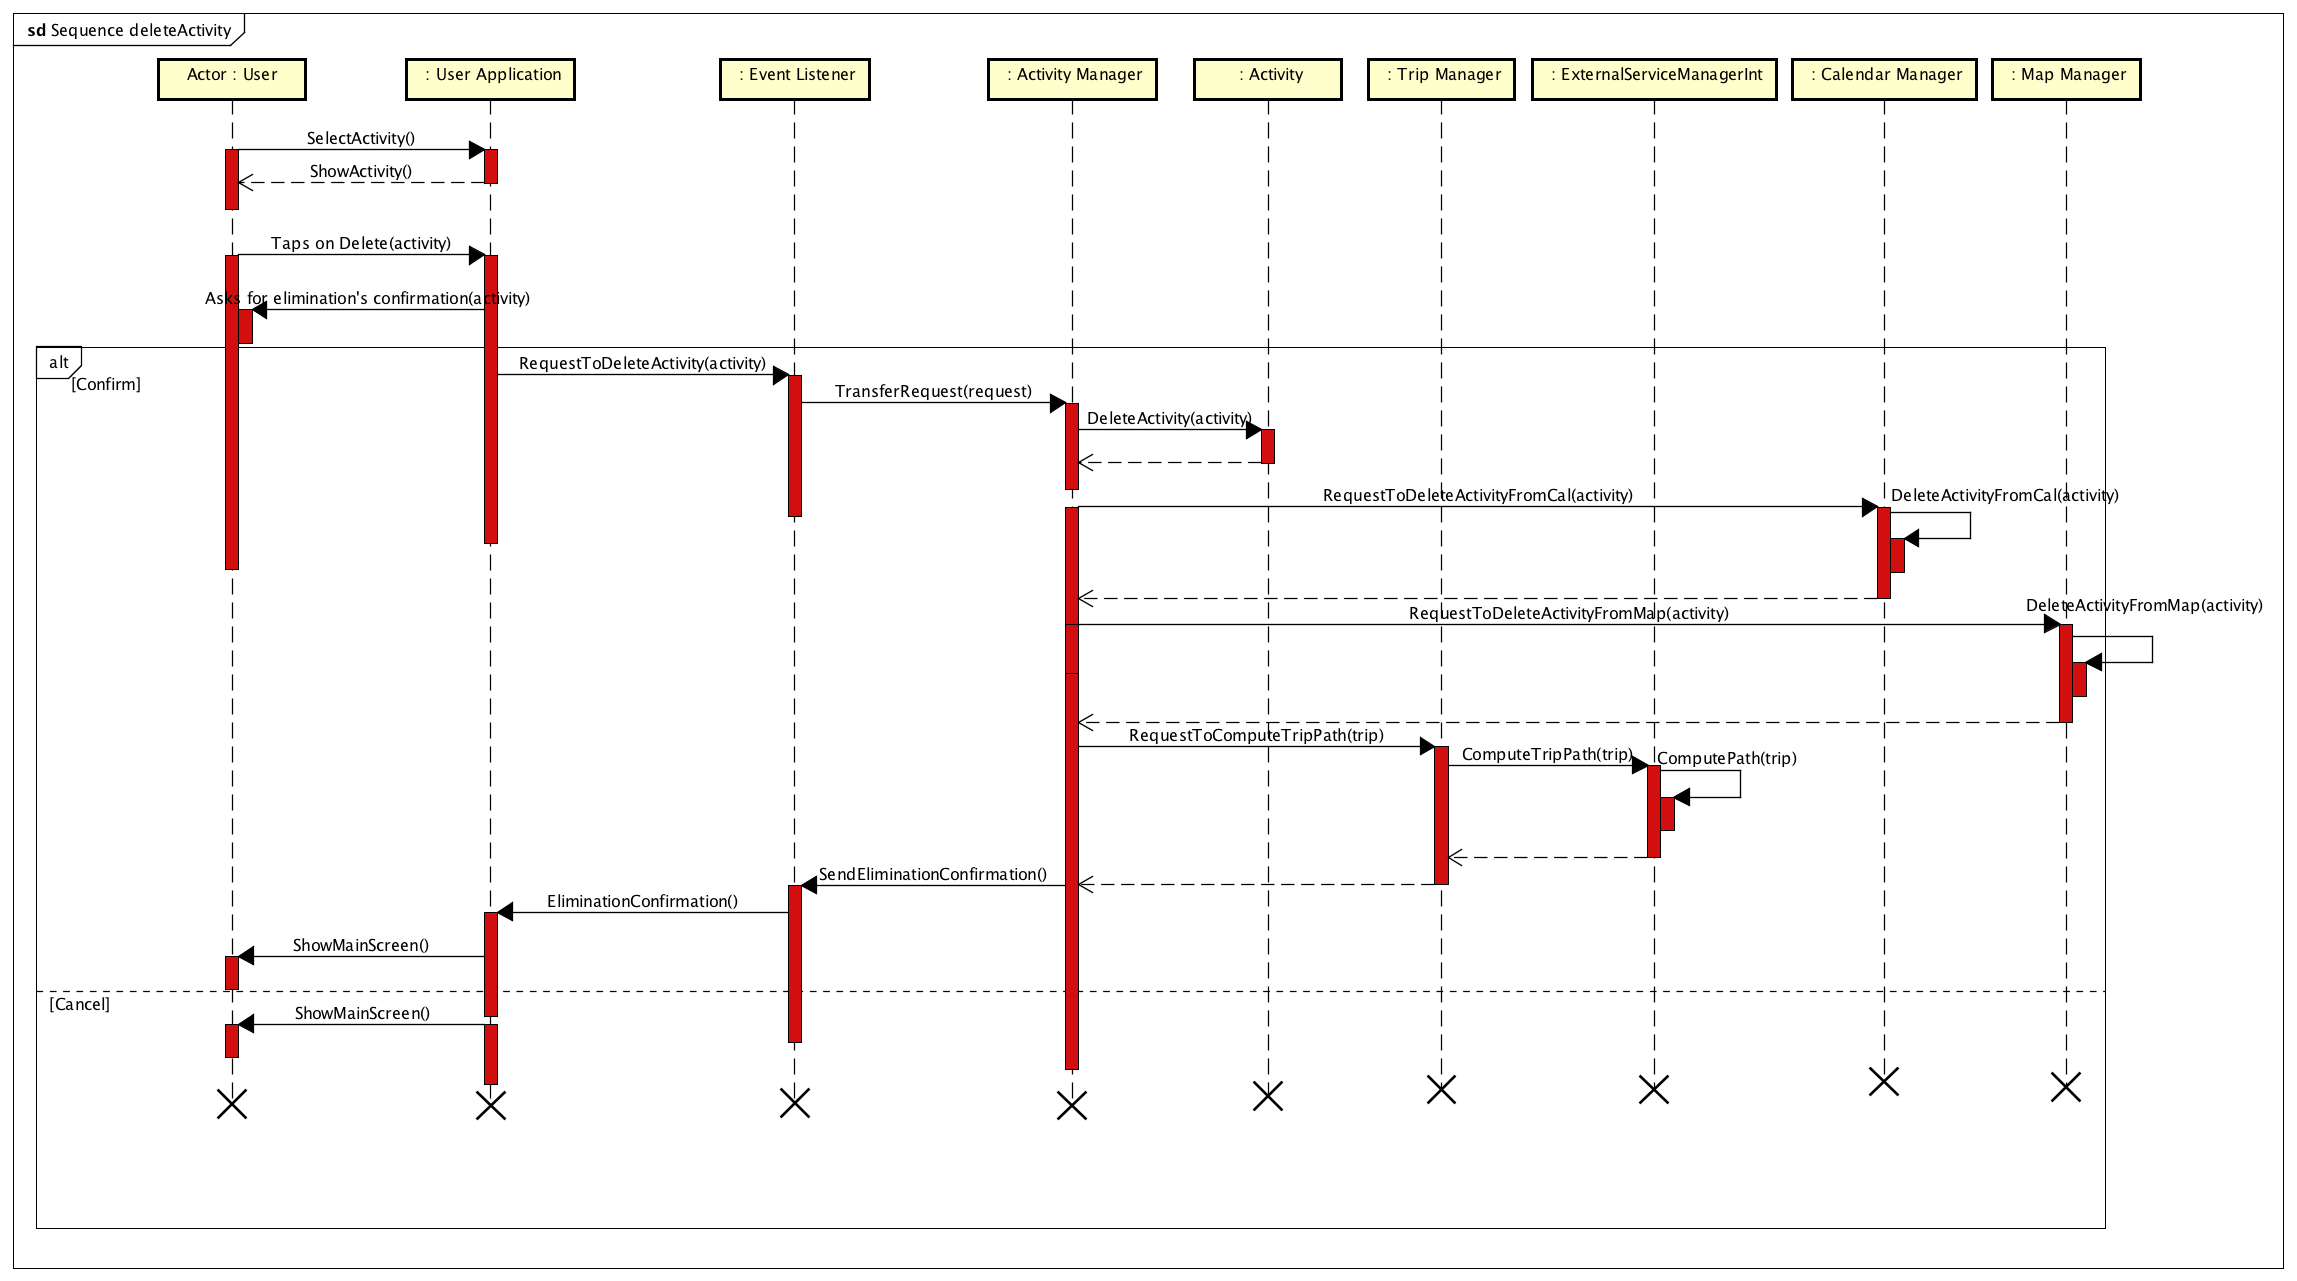 sd Sequence deleteActivity
Actor : User
: User Application
: Event Listener
: Activity Manager
: Activity
: Trip Manager
: ExternalServiceManagerInt
: Calendar Manager
: Map Manager
SelectActivity()
ShowActivity()
Taps on Delete(activity)
Asks for elimination's confirmation(activity)
alt
[Confirm]
RequestToDeleteActivity(activity)
TransferRequest(request)
DeleteActivity(activity)
RequestToDeleteActivityFromCal(activity)
DeleteActivityFromCal(activity)
RequestToDeleteActivityFromMap(activity)
DeleteActivityFromMap(activity)
RequestToComputeTripPath(trip)
ComputeTripPath(trip)
ComputePath(trip)
SendEliminationConfirmation()
EliminationConfirmation()
ShowMainScreen()
[Cancel]
ShowMainScreen()